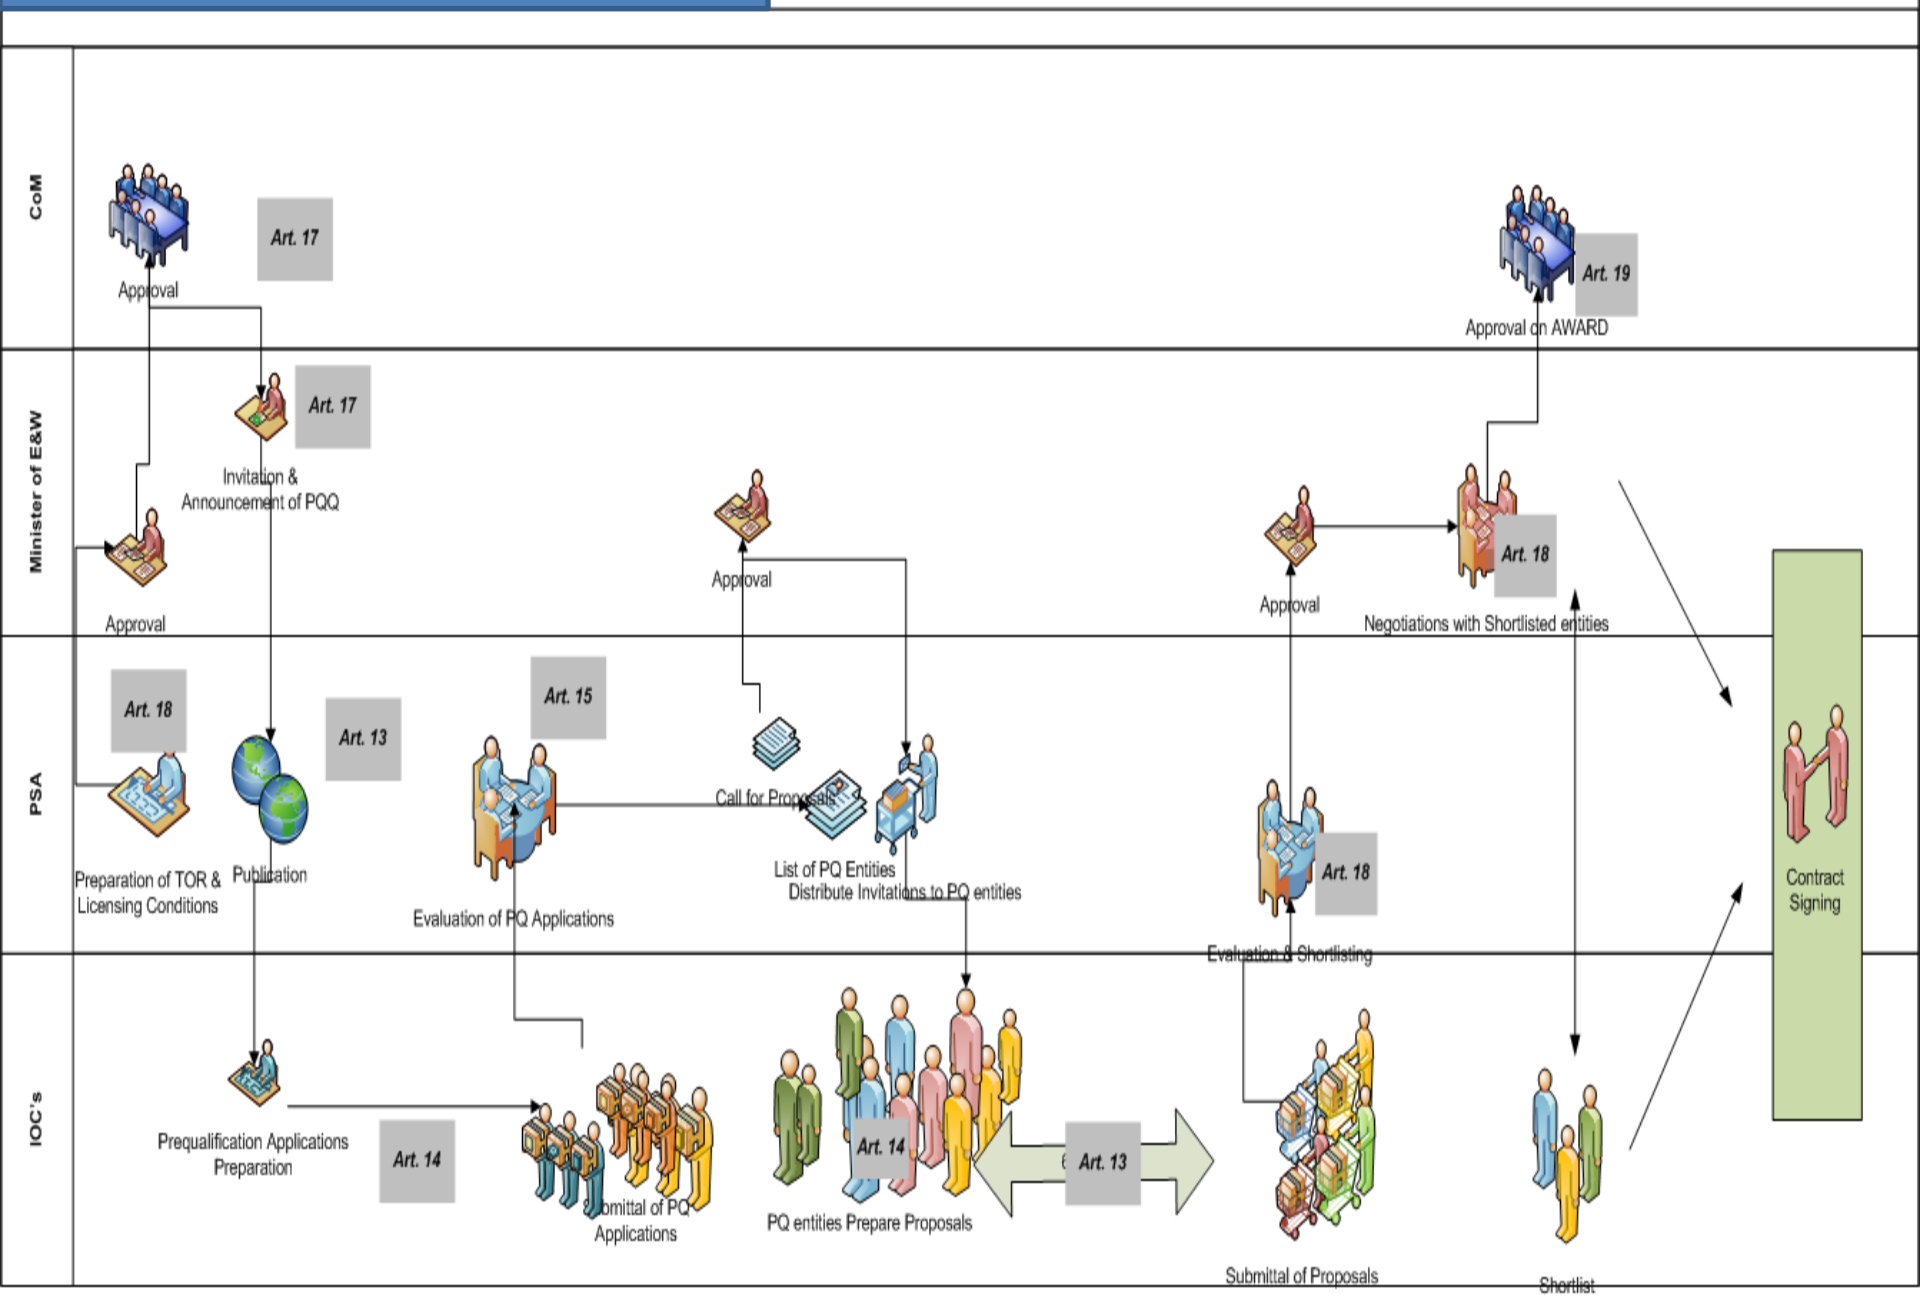 CoM
Approval
Art. 17
Art. 19
Approval on AWARD
Minister of E&W
Art. 17
Invitation &
Announcement of PQQ
Approval
Approval
Approval
Art. 18
Negotiations with Shortlisted entities
PSA
Art. 18
Art. 13
Art. 15
Preparation of TOR &
Licensing Conditions
Publication
Evaluation of PQ Applications
Call for Proposals
List of PQ Entities
Distribute Invitations to PQ entities
Art. 18
Evaluation & Shortlisting
Contract
Signing
IOC's
Prequalification Applications
Preparation
Art. 14
of PQ
Applications
Art. 14
PQ entities Prepare Proposals
Art. 13
Submittal of Proposals
Shortlist